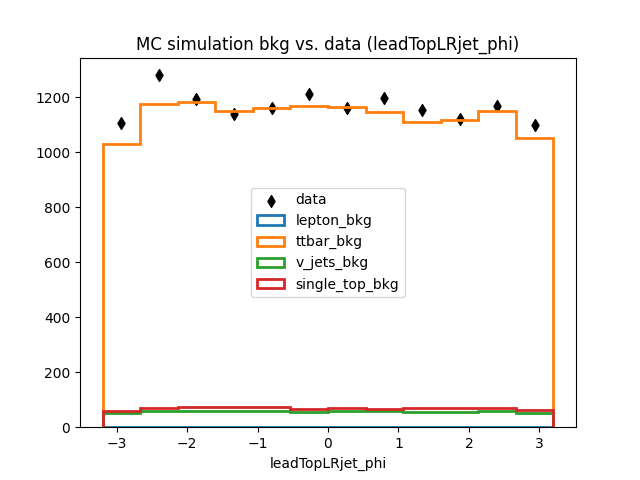 MC simulation bkg vs. data (leadTopLRjet_phi)
1200
1000
800
600
400
200
0
data
lepton_bkg
ttbar_bkg
v_jets_bkg
single_top_bkg
−3 −2 −1 0 1 2 3
leadTopLRjet_phi